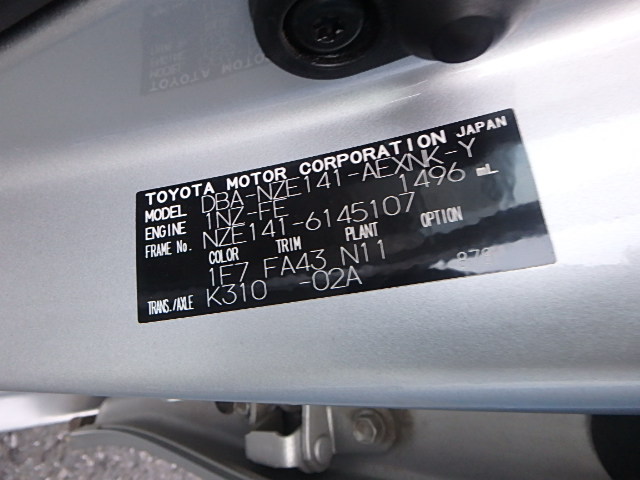 TOYOTA MOTOR CORPORATION JAPAN
MODEL DBA-NZE141-AEXNK-Y
ENGINE 1NZ-FE 1496 mL
FRAME No. NZE141-6145107
COLOR TRIM PLANT OPTION
1F7 FA43 N11
TRANS./AXLE K310 -02A